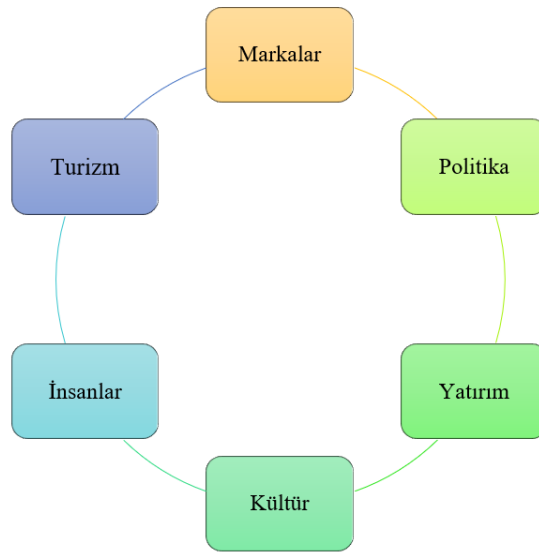 Markalar
Politika
Yatırım
Kültür
İnsanlar
Turizm